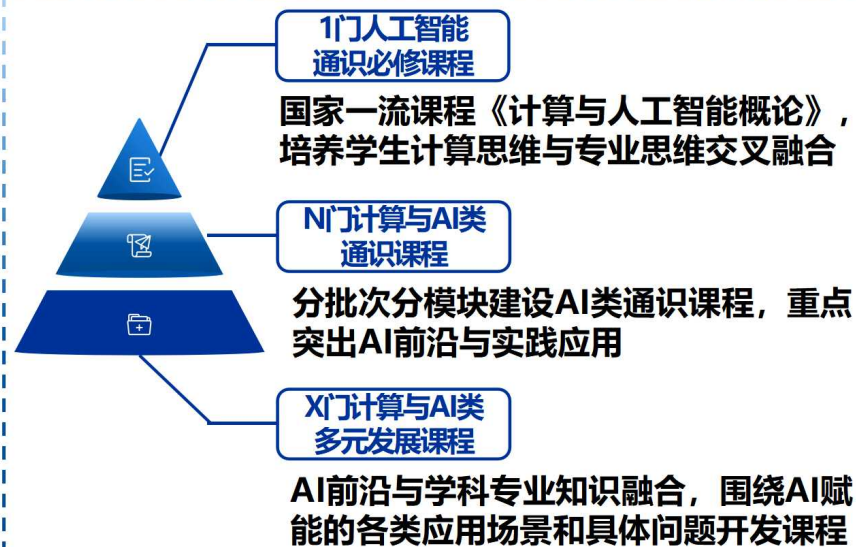 1门人工智能
通识必修课程
国家一流课程《计算与人工智能概论》,
培养学生计算思维与专业思维交叉融合
N门计算与AI类
通识课程
分批次分模块建设AI类通识课程，重点
突出AI前沿与实践应用
X门计算与AI类
多元发展课程
AI前沿与学科专业知识融合，围绕AI赋
能的各类应用场景和具体问题开发课程